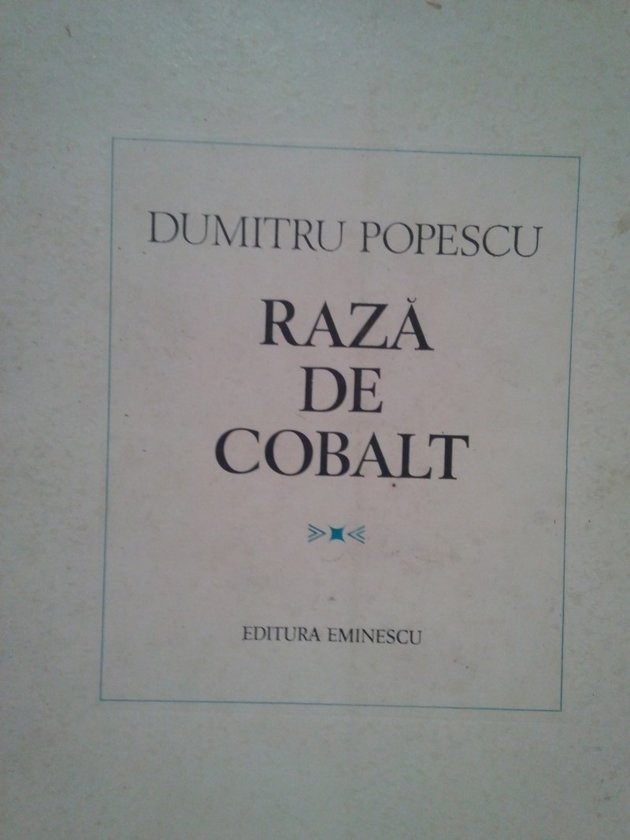 DUMITRU POPESCU
RAZĂ
DE
COBALT
EDITURA EMINESCU